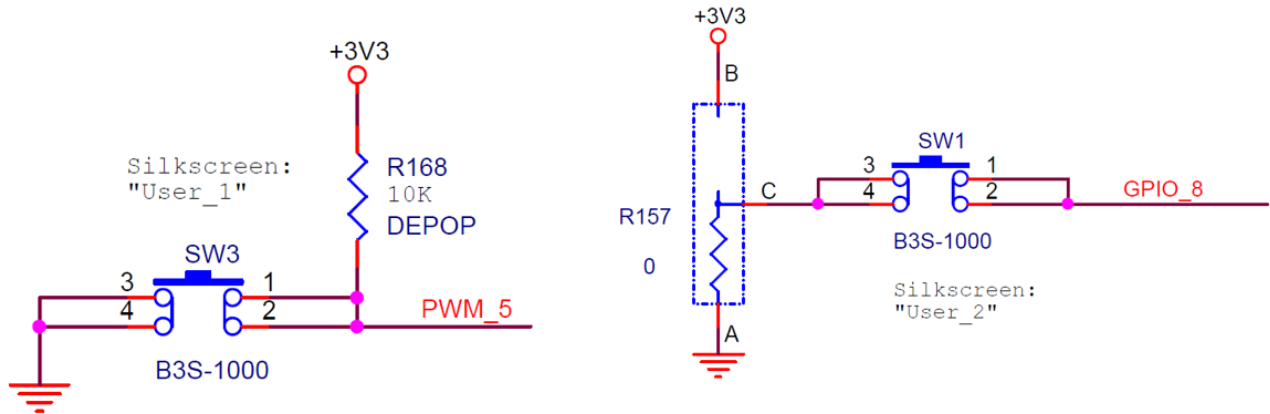 +3V3
Silkscreen:
"User_1"
R168
10K
DEPOP
SW3
3
1
4
2
PWM_5
B3S-1000
+3V3
B
SW1
3
1
C
4
2
GPIO_8
R157
0
B3S-1000
Silkscreen:
"User_2"
A